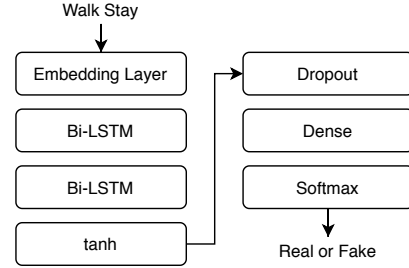 Walk Stay
Embedding Layer
Bi-LSTM
Bi-LSTM
tanh
Dropout
Dense
Softmax
Real or Fake